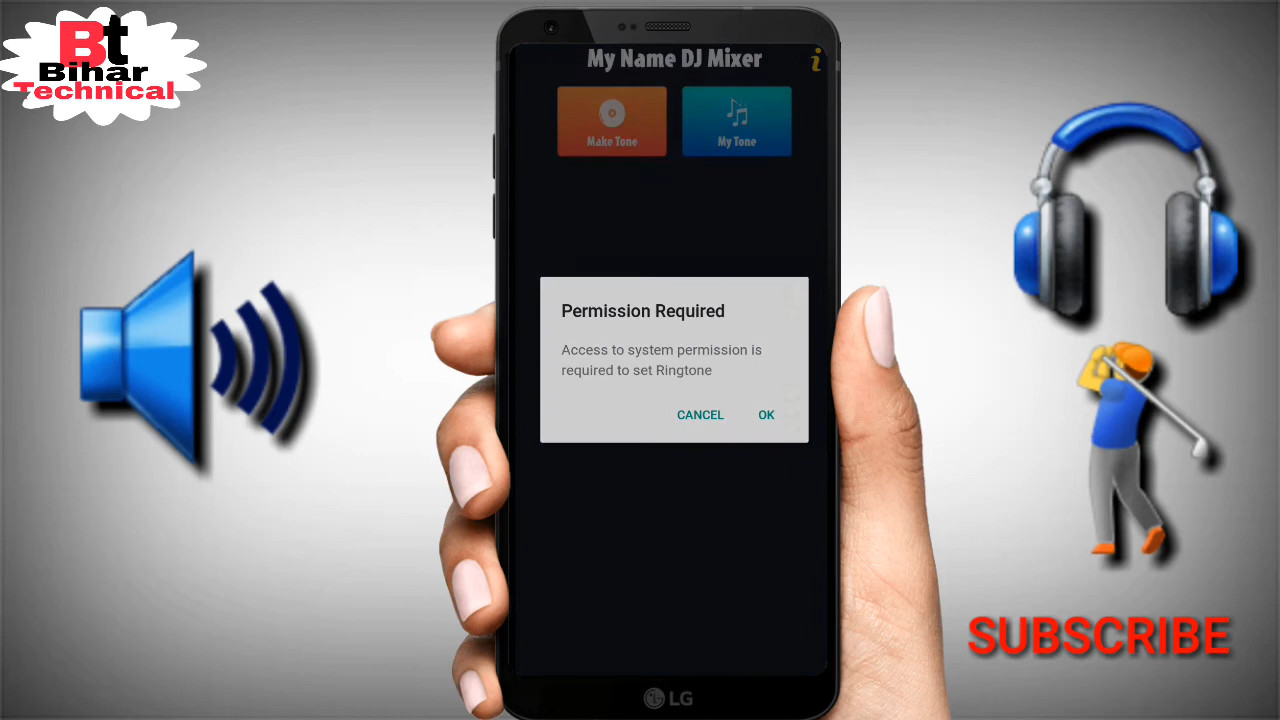 Bt
Bihar
Technical
My Name DJ Mixer
i
Make Tone
My Tone
Permission Required
Access to system permission is
required to set Ringtone
CANCEL OK
SUBSCRIBE
LG